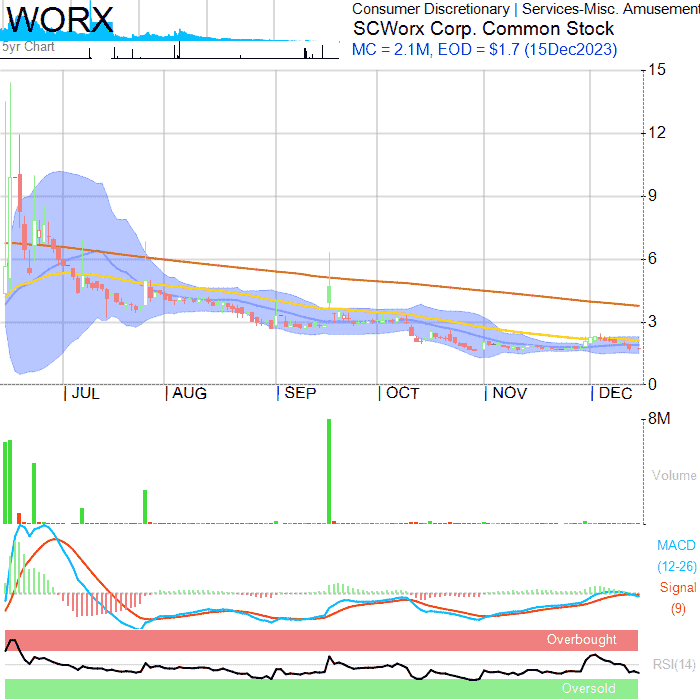 WORX
5yr Chart
Consumer Discretionary | Services-Misc. Amusement
SCWorx Corp. Common Stock
MC = 2.1M, EOD = $1.7 (15Dec2023)
15
12
9
6
3
0
JUL
AUG
SEP
OCT
NOV
DEC
8M
Volume
MACD
(12-26)
Signal
(9)
Overbought
RSI(14)
Oversold